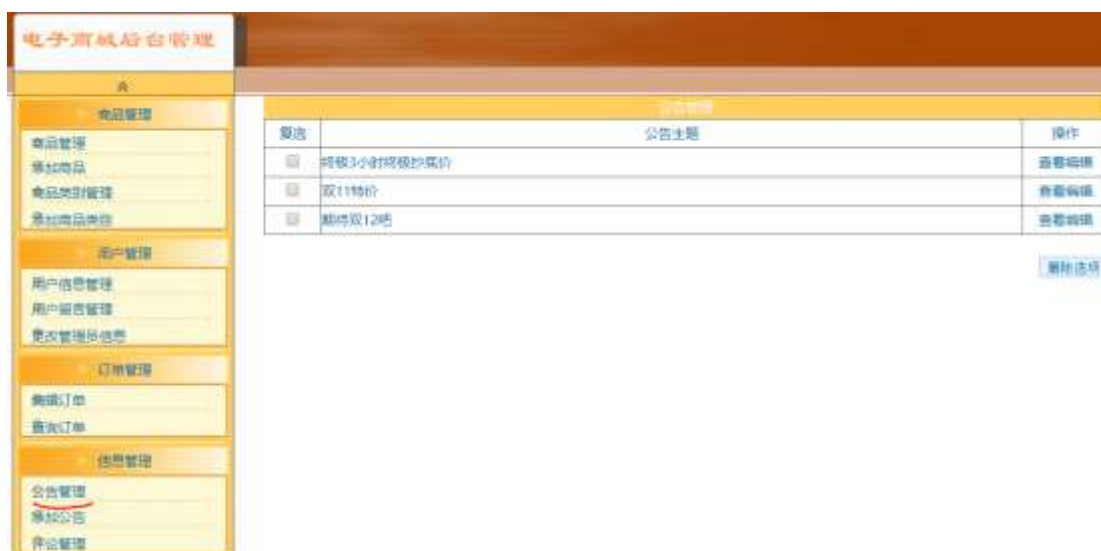 电子商城后台管理
商品管理
商品管理
添加商品
商品类别管理
添加商品类别
用户管理
用户信息管理
用户留言管理
更改管理员信息
订单管理
编辑订单
查询订单
信息管理
公告管理
添加公告
评论管理
公告管理
复选 公告主题 操作
终极3小时终极抄底价 查看编辑
双11特价 查看编辑
期待双12吧 查看编辑
删除选项